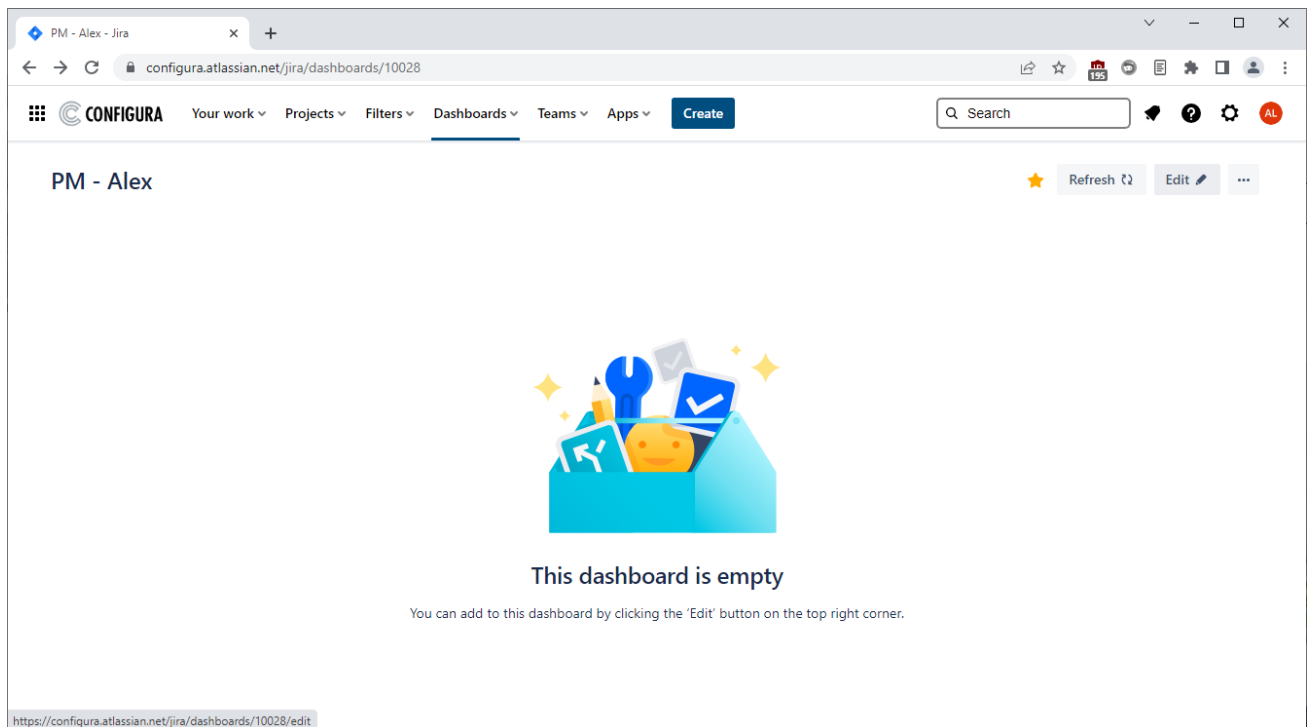 PM - Alex - Jira
configura.atlassian.net/jira/dashboards/10028
195
CONFIGURA Your work Projects Filters Dashboards Teams Apps Create Search AL
PM - Alex Refresh Edit
This dashboard is empty
You can add to this dashboard by clicking the ‘Edit’ button on the top right corner.
https://configura.atlassian.net/jira/dashboards/10028/edit